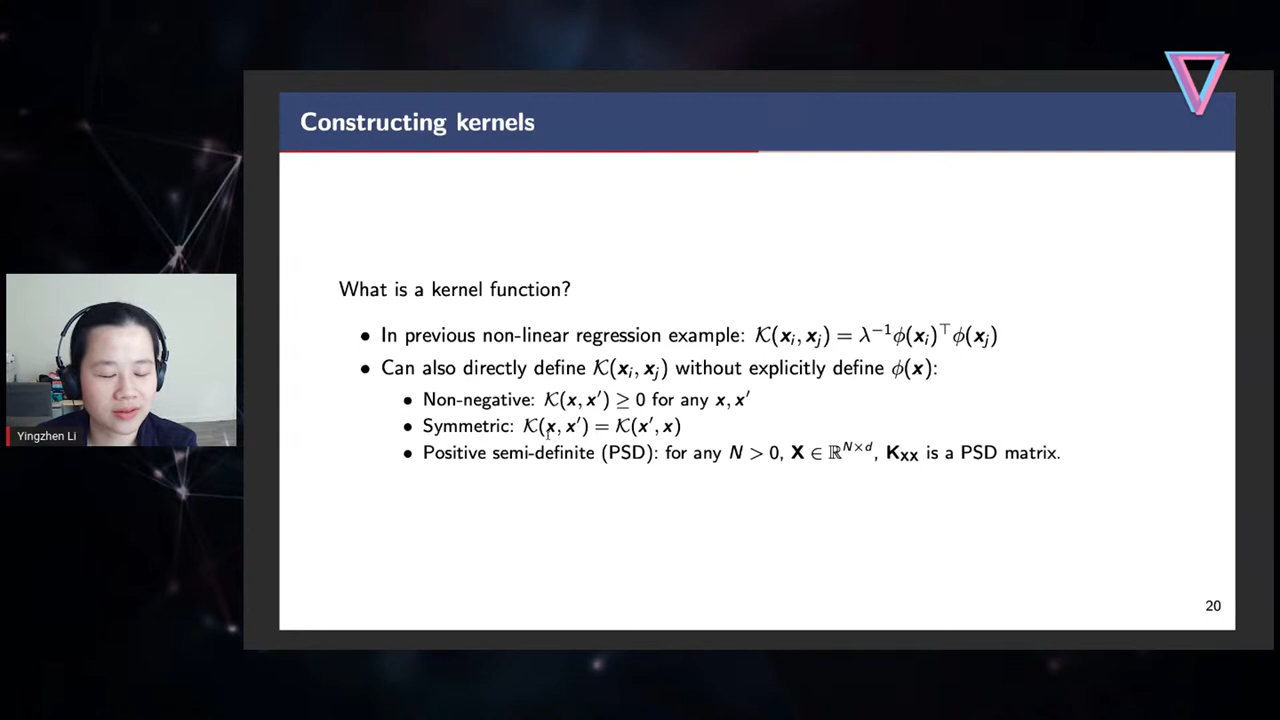 Constructing kernels
What is a kernel function?
• In previous non-linear regression example: 𝒦(𝒙ᵢ, 𝒙ⱼ) = λ⁻¹ϕ(𝒙ᵢ)⊤ϕ(𝒙ⱼ)
• Can also directly define 𝒦(𝒙ᵢ, 𝒙ⱼ) without explicitly define ϕ(𝒙):
• Non-negative: 𝒦(𝒙, 𝒙′) ≥ 0 for any 𝒙, 𝒙′
• Symmetric: 𝒦(𝒙, 𝒙′) = 𝒦(𝒙′, 𝒙)
• Positive semi-definite (PSD): for any N > 0, 𝐗 ∈ ℝ^{N×d}, 𝐊_{𝐗𝐗} is a PSD matrix.
Yingzhen Li
20